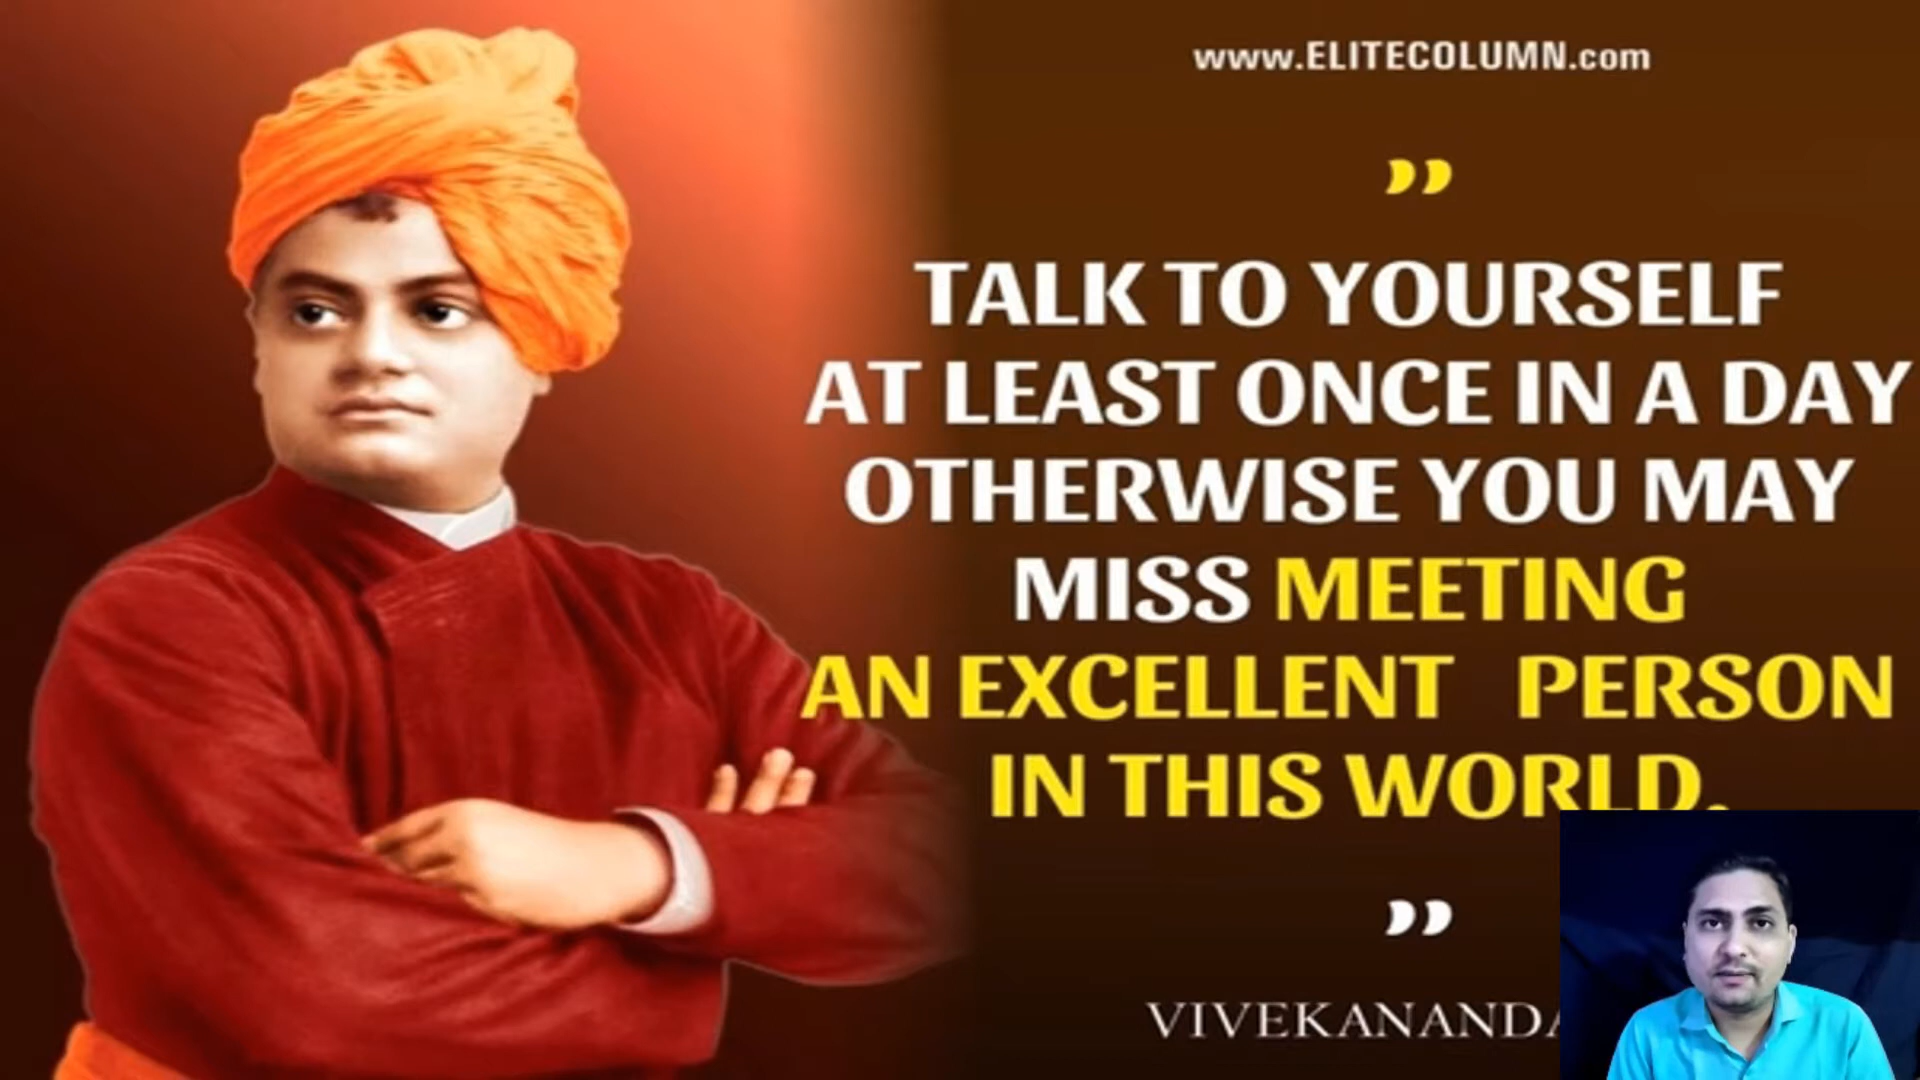 www.ELITECOLUMN.com
”
TALK TO YOURSELF
AT LEAST ONCE IN A DAY
OTHERWISE YOU MAY
MISS MEETING
AN EXCELLENT PERSON
IN THIS WORLD.
”
VIVEKANANDA